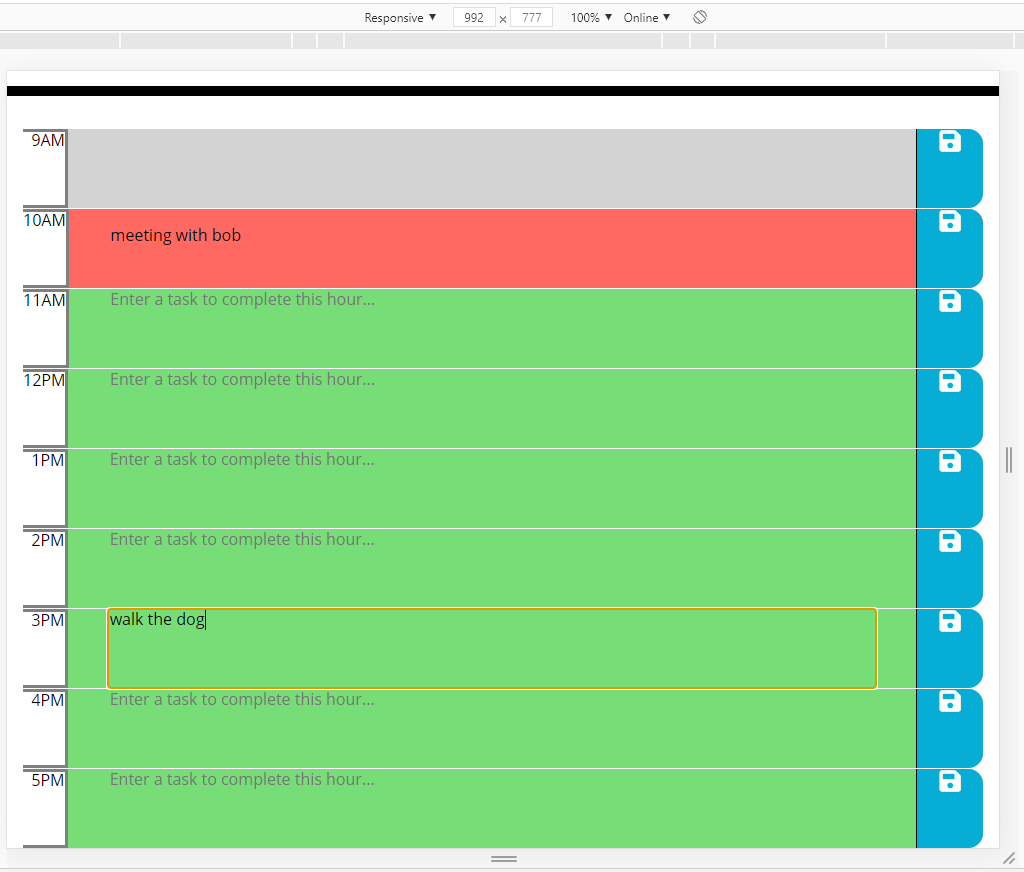 Responsive ▼ 992 × 777 100% ▼ Online ▼
9AM
10AM meeting with bob
11AM Enter a task to complete this hour...
12PM Enter a task to complete this hour...
1PM Enter a task to complete this hour...
2PM Enter a task to complete this hour...
3PM walk the dog
4PM Enter a task to complete this hour...
5PM Enter a task to complete this hour...